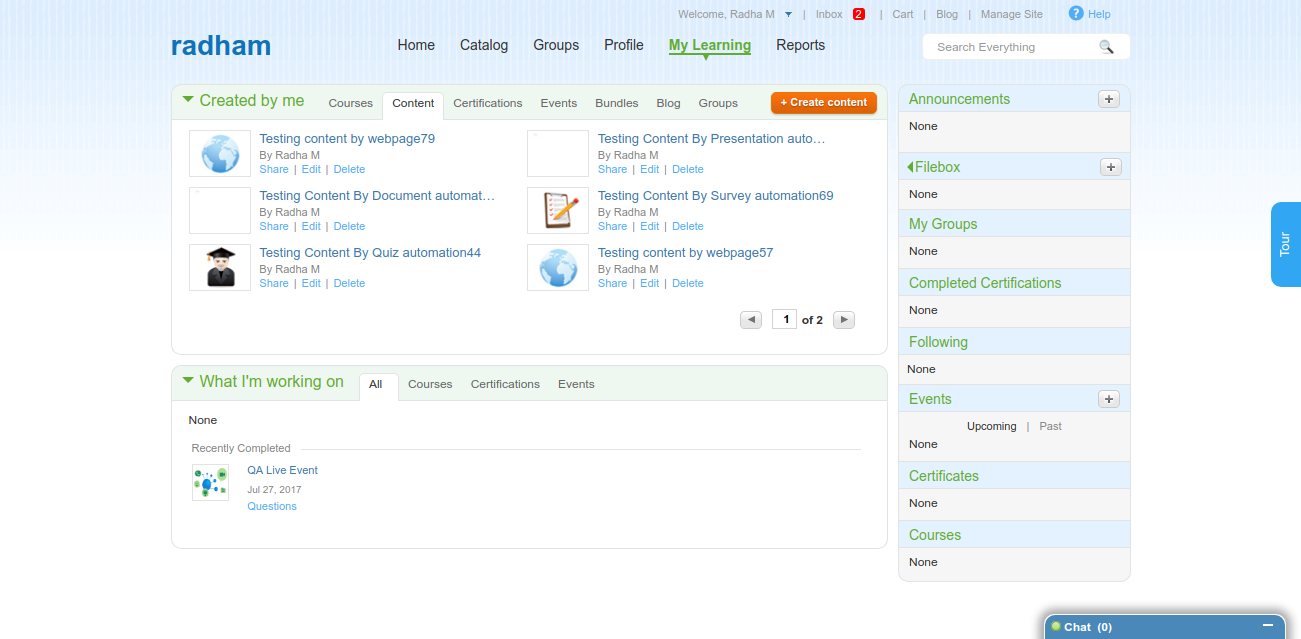 Welcome, Radha M | Inbox 2 | Cart | Blog | Manage Site ? Help
radham
Home Catalog Groups Profile My Learning Reports
Search Everything
Created by me Courses Content Certifications Events Bundles Blog Groups + Create content
Testing content by webpage79
By Radha M
Share | Edit | Delete
Testing Content By Presentation auto…
By Radha M
Share | Edit | Delete
Testing Content By Document automat…
By Radha M
Share | Edit | Delete
Testing Content By Survey automation69
By Radha M
Share | Edit | Delete
Testing Content By Quiz automation44
By Radha M
Share | Edit | Delete
Testing content by webpage57
By Radha M
Share | Edit | Delete
1 of 2
What I'm working on All Courses Certifications Events
None
Recently Completed
QA Live Event
Jul 27, 2017
Questions
Announcements +
None
Filebox +
None
My Groups
None
Completed Certifications
None
Following
None
Events +
Upcoming | Past
None
Certificates
None
Courses
None
Tour
Chat (0)